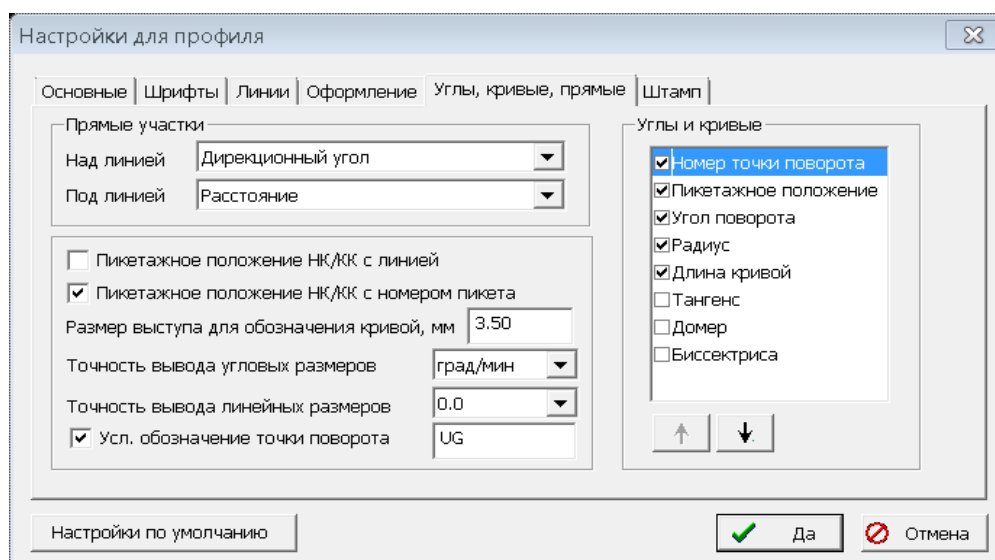 Настройки для профиля
Основные Шрифты Линии Оформление Углы, кривые, прямые Штамп
Прямые участки
Над линией Дирекционный угол
Под линией Расстояние
Пикетажное положение НК/КК с линией
Пикетажное положение НК/КК с номером пикета
Размер выступа для обозначения кривой, мм 3.50
Точность вывода угловых размеров град/мин
Точность вывода линейных размеров 0.0
Усл. обозначение точки поворота UG
Углы и кривые
Номер точки поворота
Пикетажное положение
Угол поворота
Радиус
Длина кривой
Тангенс
Домер
Биссектриса
Настройки по умолчанию Да Отмена